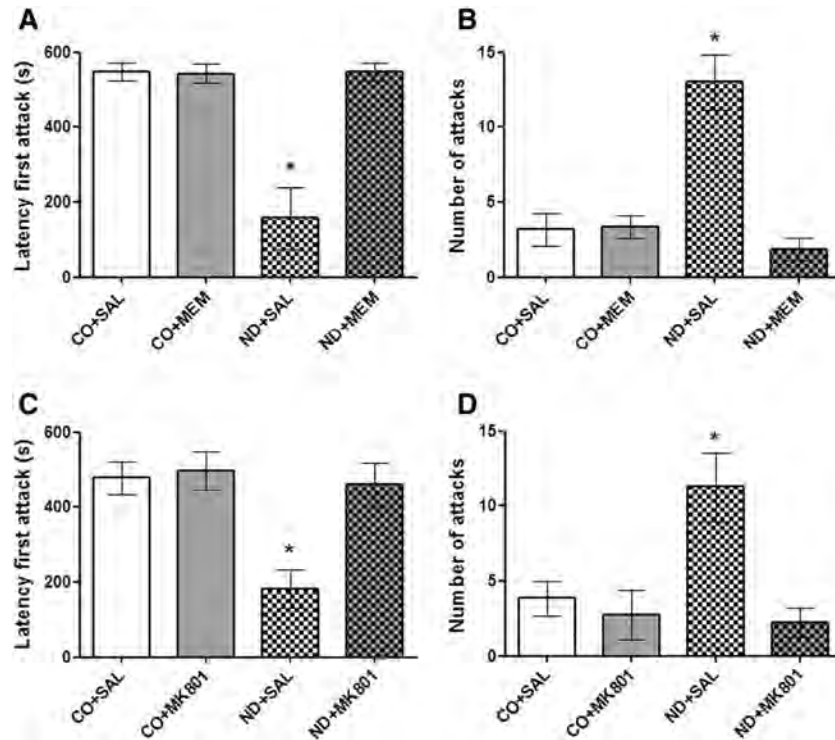 A
Latency first attack (s)
600
400
200
0
*
CO+SAL
CO+MEM
ND+SAL
ND+MEM
B
Number of attacks
15
10
5
0
*
CO+SAL
CO+MEM
ND+SAL
ND+MEM
C
Latency first attack (s)
600
400
200
0
*
CO+SAL
CO+MK801
ND+SAL
ND+MK801
D
Number of attacks
15
10
5
0
*
CO+SAL
CO+MK801
ND+SAL
ND+MK801